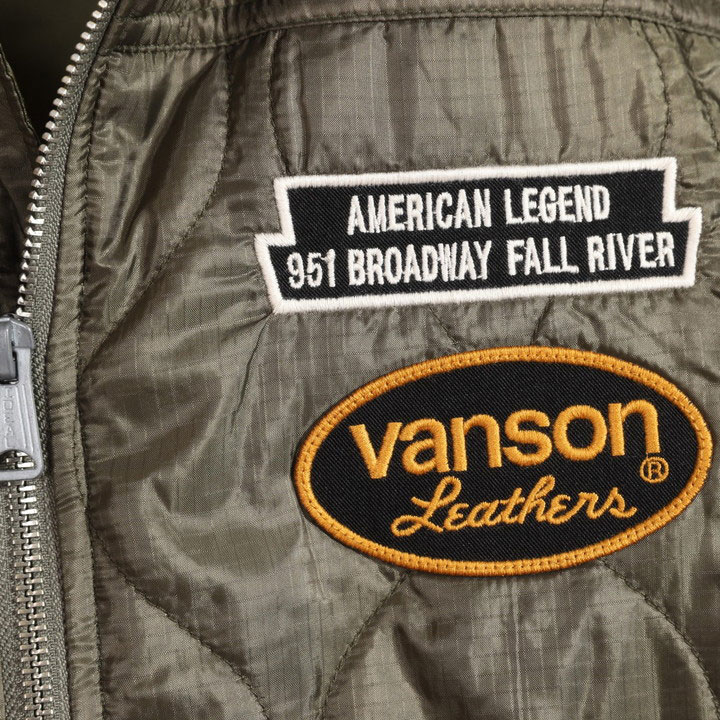 AMERICAN LEGEND
951 BROADWAY FALL RIVER
vanson
®
Leathers